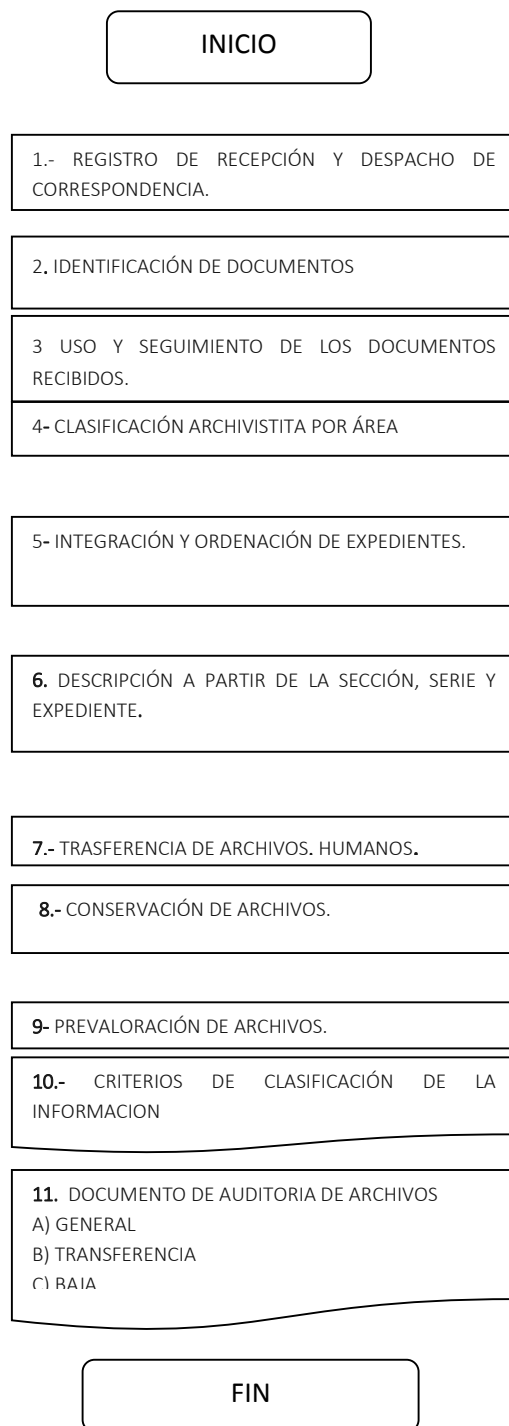 INICIO
1.- REGISTRO DE RECEPCIÓN Y DESPACHO DE
CORRESPONDENCIA.
2. IDENTIFICACIÓN DE DOCUMENTOS
3 USO Y SEGUIMIENTO DE LOS DOCUMENTOS
RECIBIDOS.
4- CLASIFICACIÓN ARCHIVISTITA POR ÁREA
5- INTEGRACIÓN Y ORDENACIÓN DE EXPEDIENTES.
6. DESCRIPCIÓN A PARTIR DE LA SECCIÓN, SERIE Y
EXPEDIENTE.
7.- TRASFERENCIA DE ARCHIVOS. HUMANOS.
8.- CONSERVACIÓN DE ARCHIVOS.
9- PREVALORACIÓN DE ARCHIVOS.
10.- CRITERIOS DE CLASIFICACIÓN DE LA
INFORMACION
11. DOCUMENTO DE AUDITORIA DE ARCHIVOS
A) GENERAL
B) TRANSFERENCIA
C) BAJA
FIN